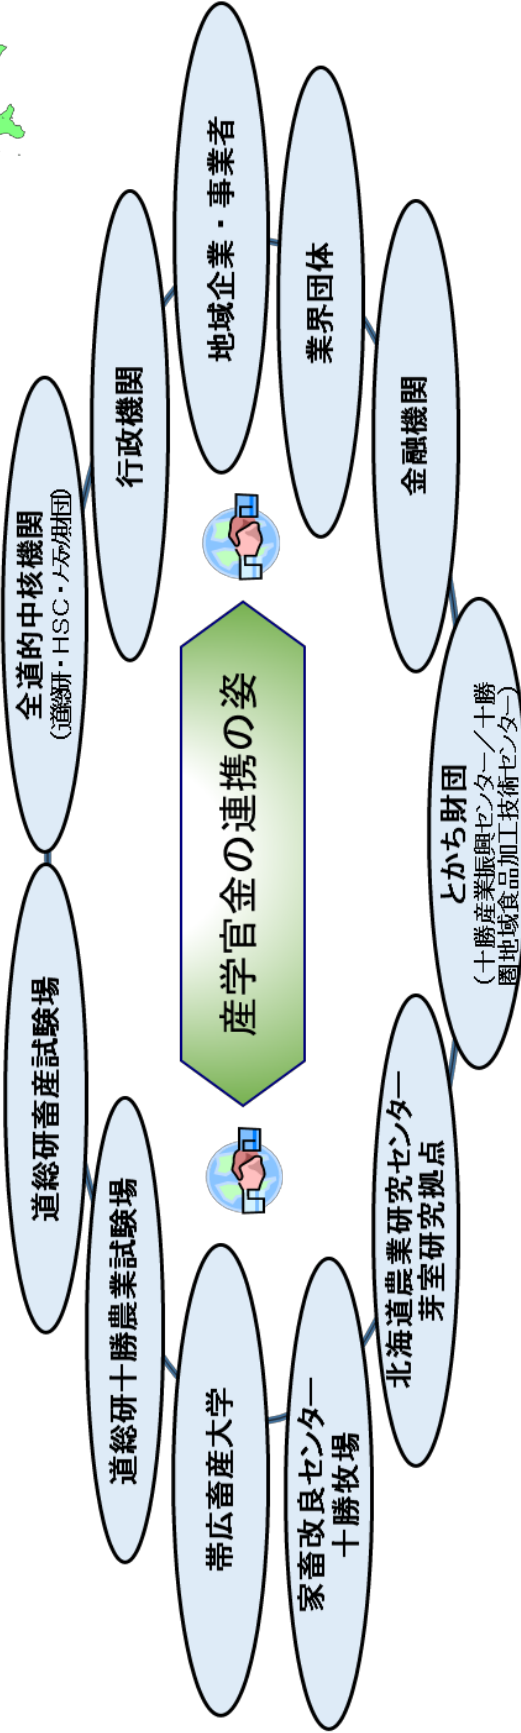 道総研畜産試験場
全道的中核機関
(道総研・HSC・ノーステック財団)
道総研十勝農業試験場
行政機関
帯広畜産大学
産学官金の連携の姿
地域企業・事業者
家畜改良センター
十勝牧場
業界団体
北海道農業研究センター
芽室研究拠点
金融機関
とかち財団
(十勝産業振興センター/十勝
圏地域食品加工技術センター)